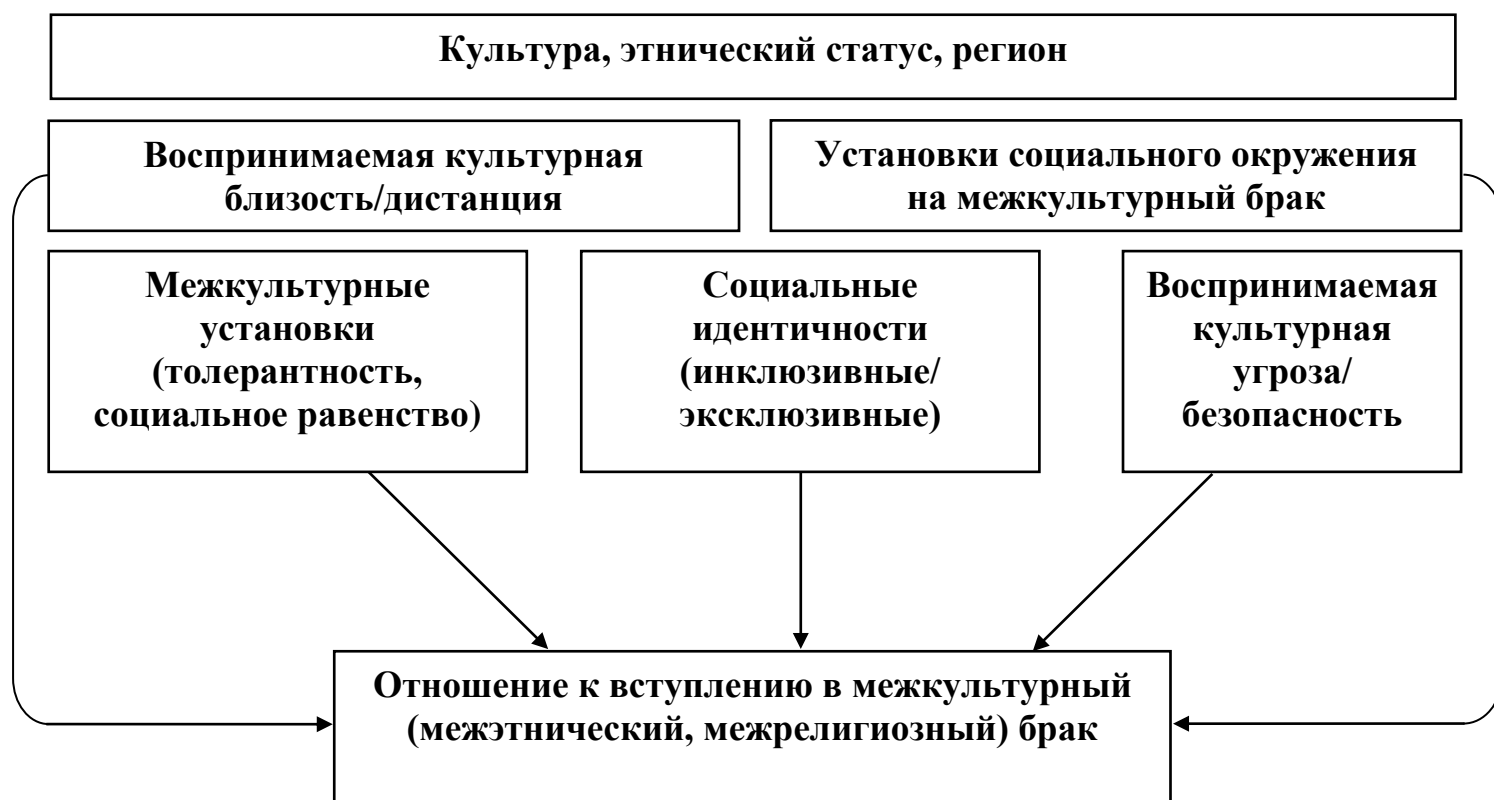 Культура, этнический статус, регион
Воспринимаемая культурная
близость/дистанция
Установки социального окружения
на межкультурный брак
Межкультурные
установки
(толерантность,
социальное равенство)
Социальные
идентичности
(инклюзивные/
эксклюзивные)
Воспринимаемая
культурная
угроза/
безопасность
Отношение к вступлению в межкультурный
(межэтнический, межрелигиозный) брак